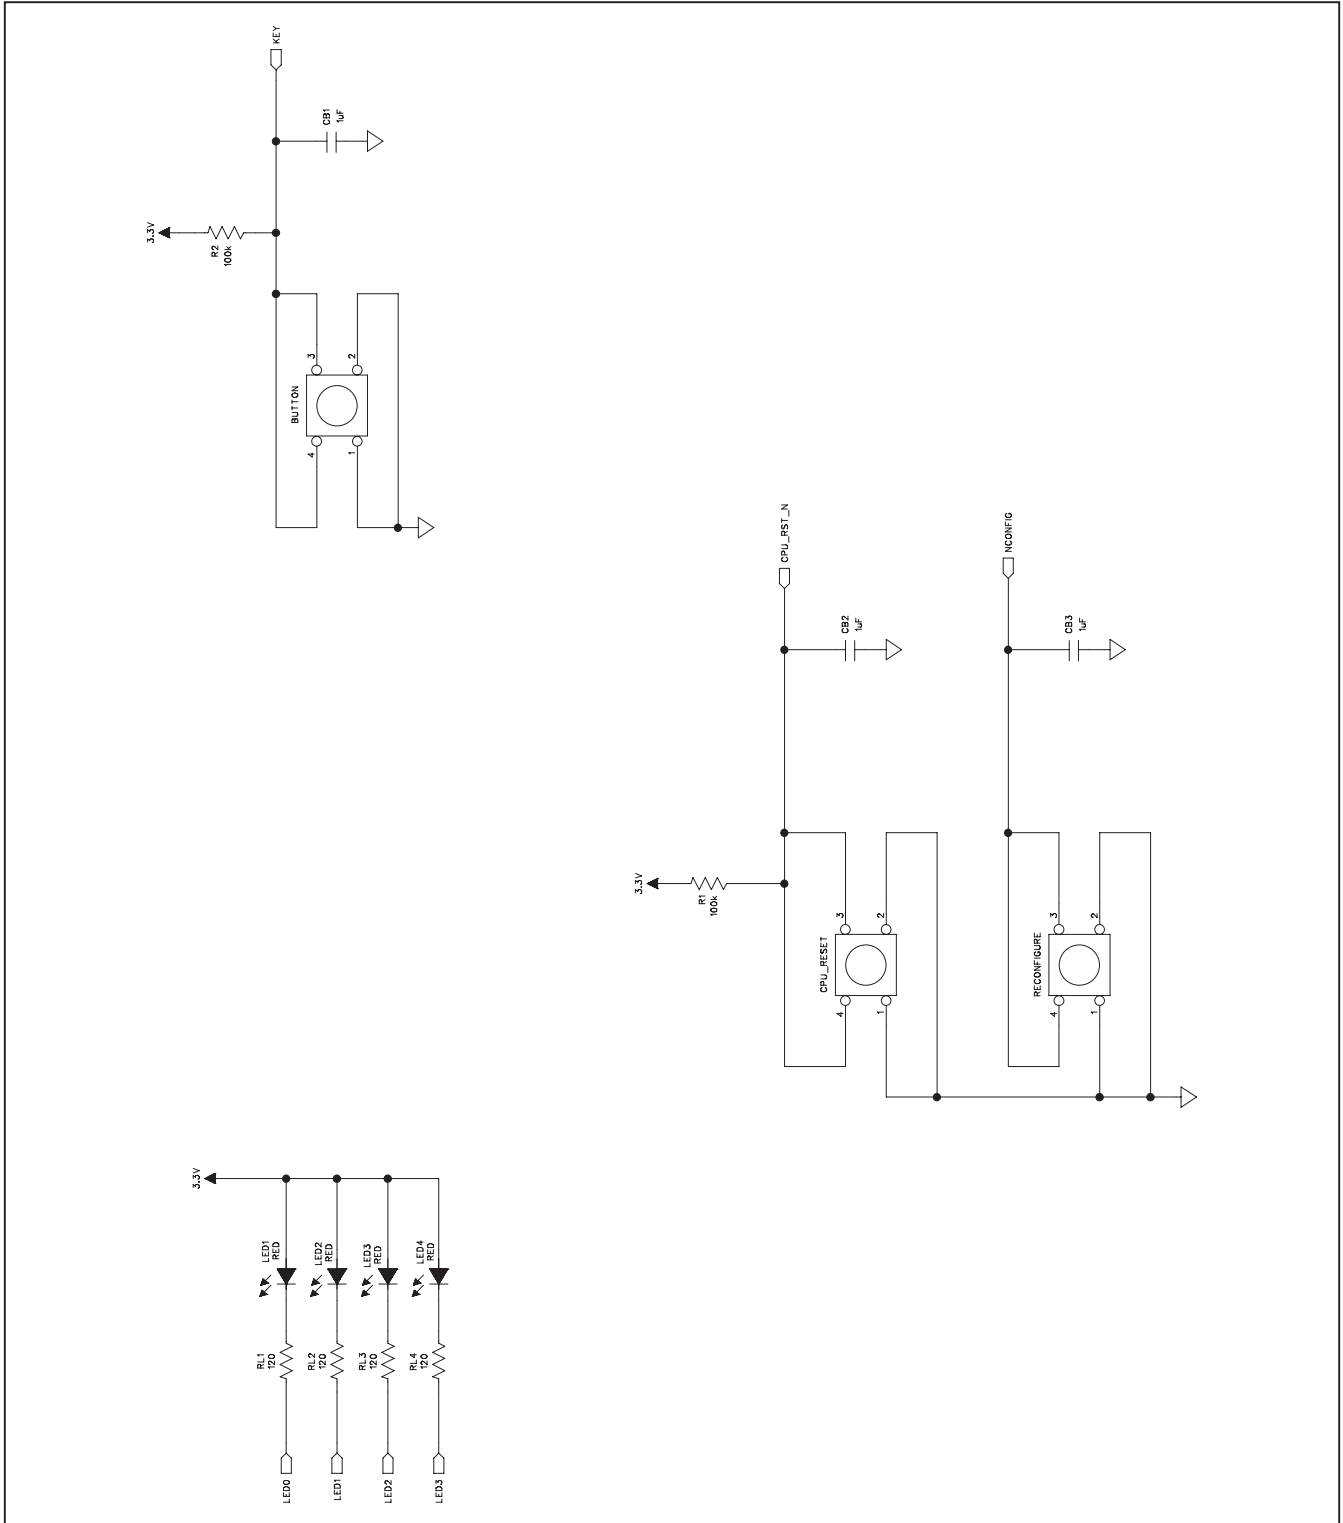 KEY
CB1
1uF
3.3V
R2
100k
BUTTON
3
2
4
1
CPU_RST_N
NCONFIG
CB2
1uF
CB3
1uF
3.3V
R1
100k
CPU_RESET
3
2
4
1
RECONFIGURE
3
2
4
1
3.3V
LED1
RED
LED2
RED
LED3
RED
LED4
RED
RL1
120
RL2
120
RL3
120
RL4
120
LED0
LED1
LED2
LED3